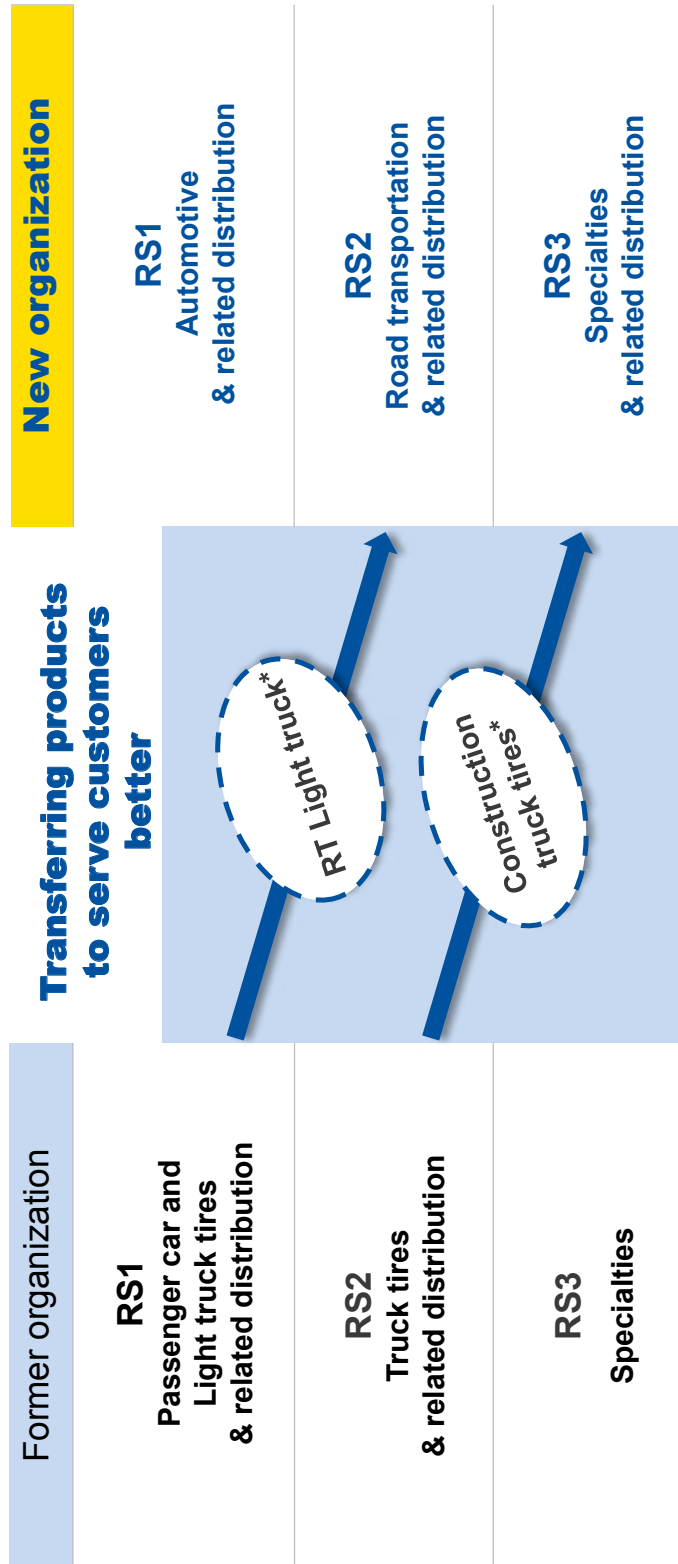 Former organization
Transferring products
to serve customers
better
New organization
RS1
Passenger car and
Light truck tires
& related distribution
RT Light truck*
RS1
Automotive
& related distribution
RS2
Truck tires
& related distribution
Construction
truck tires*
RS2
Road transportation
& related distribution
RS3
Specialties
RS3
Specialties
& related distribution